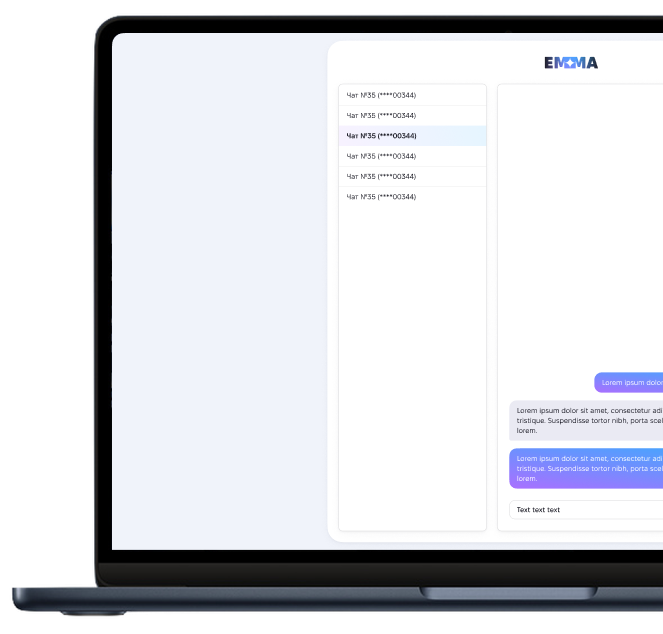 EMMA
Чат №35 (****00344)
Чат №35 (****00344)
Чат №35 (****00344)
Чат №35 (****00344)
Чат №35 (****00344)
Чат №35 (****00344)
Lorem ipsum dolor
Lorem ipsum dolor sit amet, consectetur adi
tristique. Suspendisse tortor nibh, porta scel
lorem.
Lorem ipsum dolor sit amet, consectetur adi
tristique. Suspendisse tortor nibh, porta scel
lorem.
Text text text